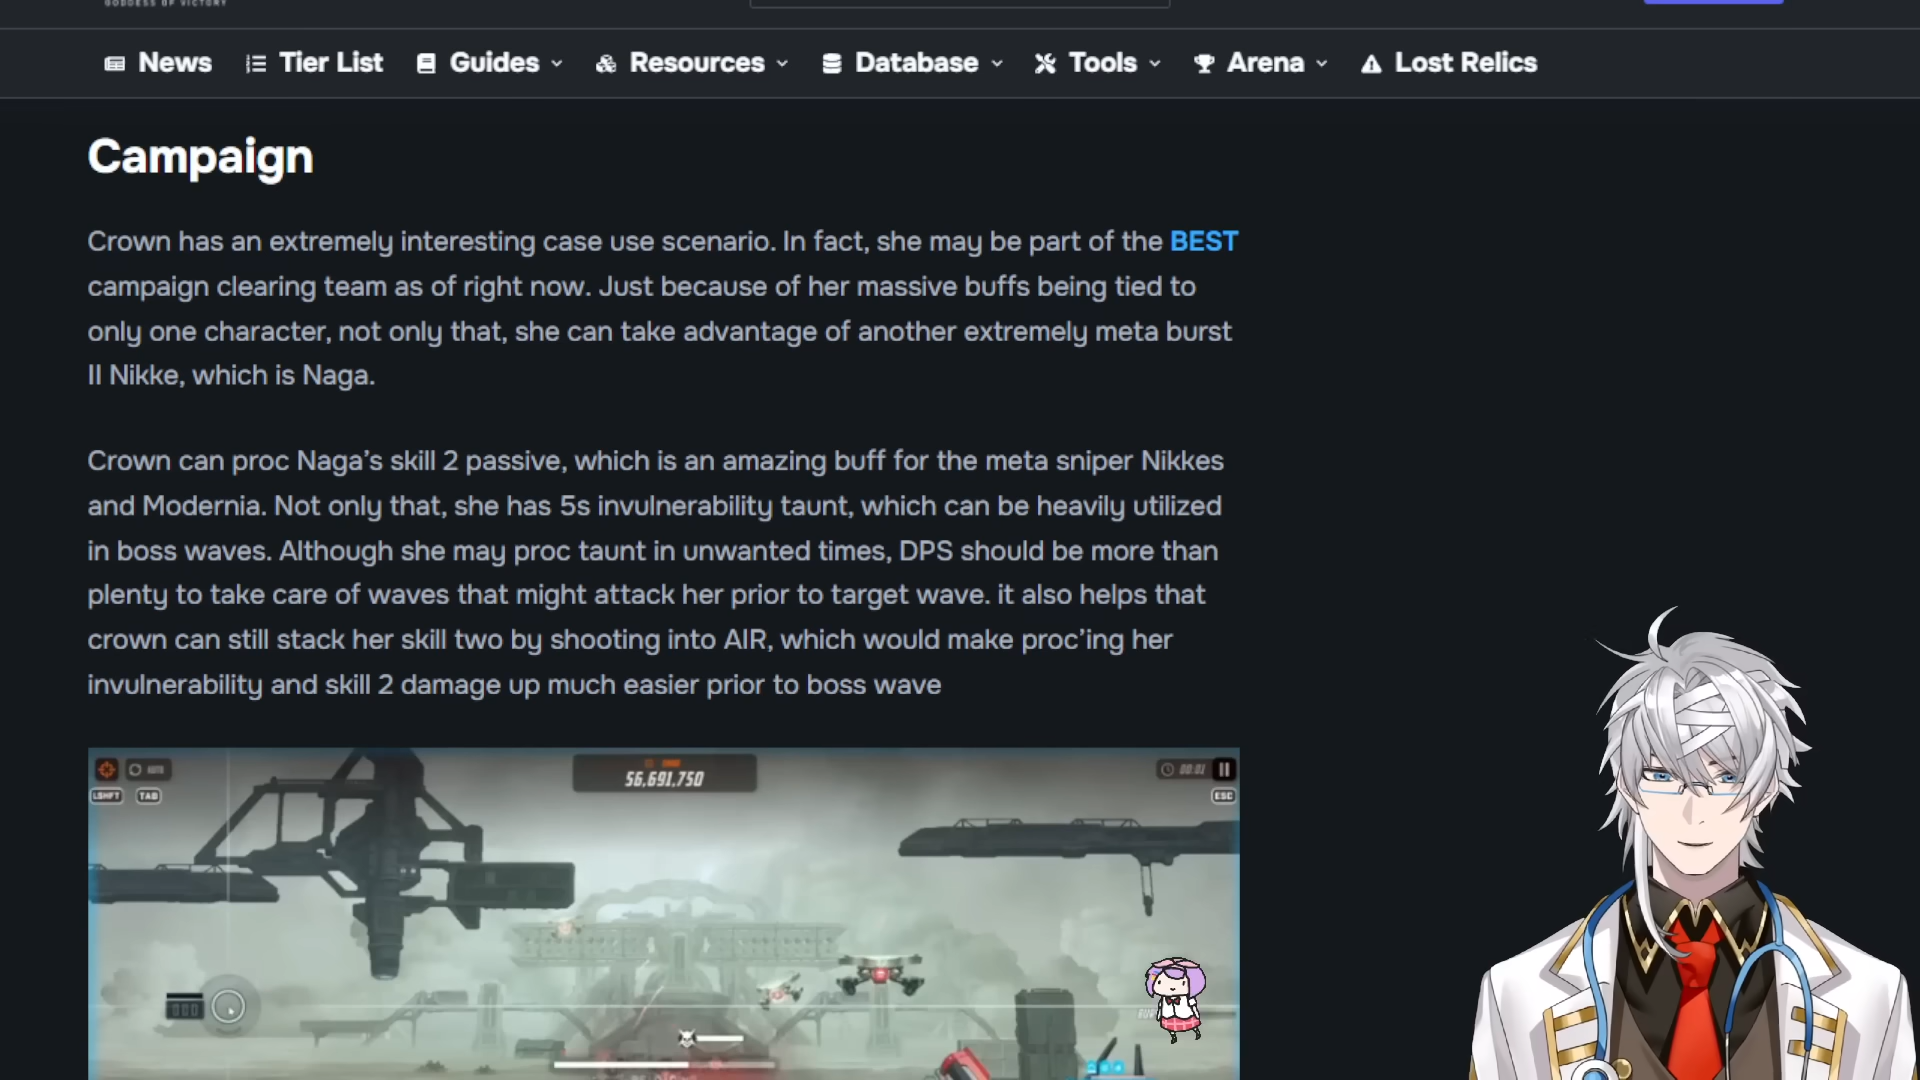 GODDESS OF VICTORY
News Tier List Guides Resources Database Tools Arena Lost Relics
Campaign
Crown has an extremely interesting case use scenario. In fact, she may be part of the BEST
campaign clearing team as of right now. Just because of her massive buffs being tied to
only one character, not only that, she can take advantage of another extremely meta burst
II Nikke, which is Naga.
Crown can proc Naga’s skill 2 passive, which is an amazing buff for the meta sniper Nikkes
and Modernia. Not only that, she has 5s invulnerability taunt, which can be heavily utilized
in boss waves. Although she may proc taunt in unwanted times, DPS should be more than
plenty to take care of waves that might attack her prior to target wave. it also helps that
crown can still stack her skill two by shooting into AIR, which would make proc’ing her
invulnerability and skill 2 damage up much easier prior to boss wave
AUTO
56,691,750
00:01
LSHFT TAB
ESC